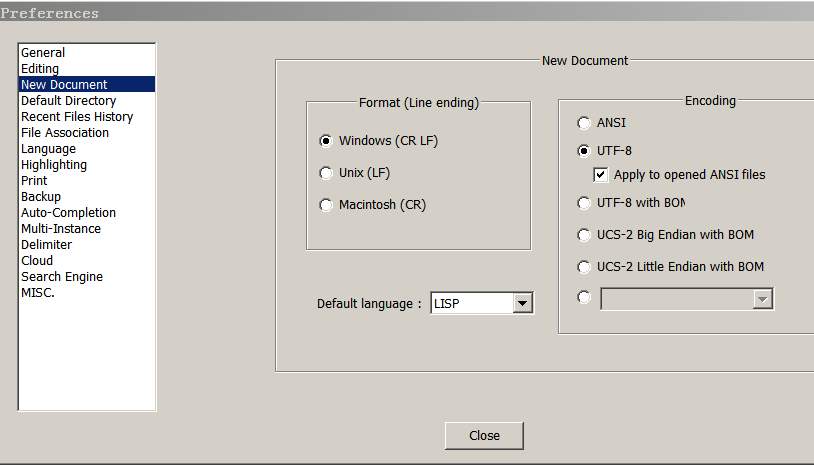 Preferences
General
Editing
New Document
Default Directory
Recent Files History
File Association
Language
Highlighting
Print
Backup
Auto-Completion
Multi-Instance
Delimiter
Cloud
Search Engine
MISC.
New Document
Format (Line ending)
Windows (CR LF)
Unix (LF)
Macintosh (CR)
Default language :
LISP
Encoding
ANSI
UTF-8
Apply to opened ANSI files
UTF-8 with BOM
UCS-2 Big Endian with BOM
UCS-2 Little Endian with BOM
Close